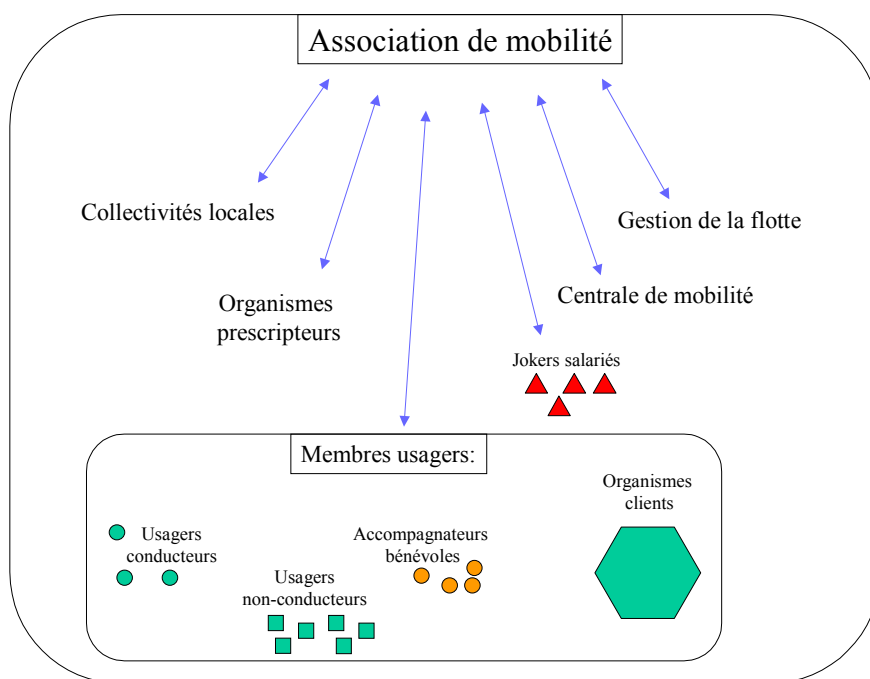 Association de mobilité
Collectivités locales
Gestion de la flotte
Organismes
prescripteurs
Centrale de mobilité
Jokers salariés
Membres usagers:
Organismes
clients
Usagers
conducteurs
Accompagnateurs
bénévoles
Usagers
non-conducteurs